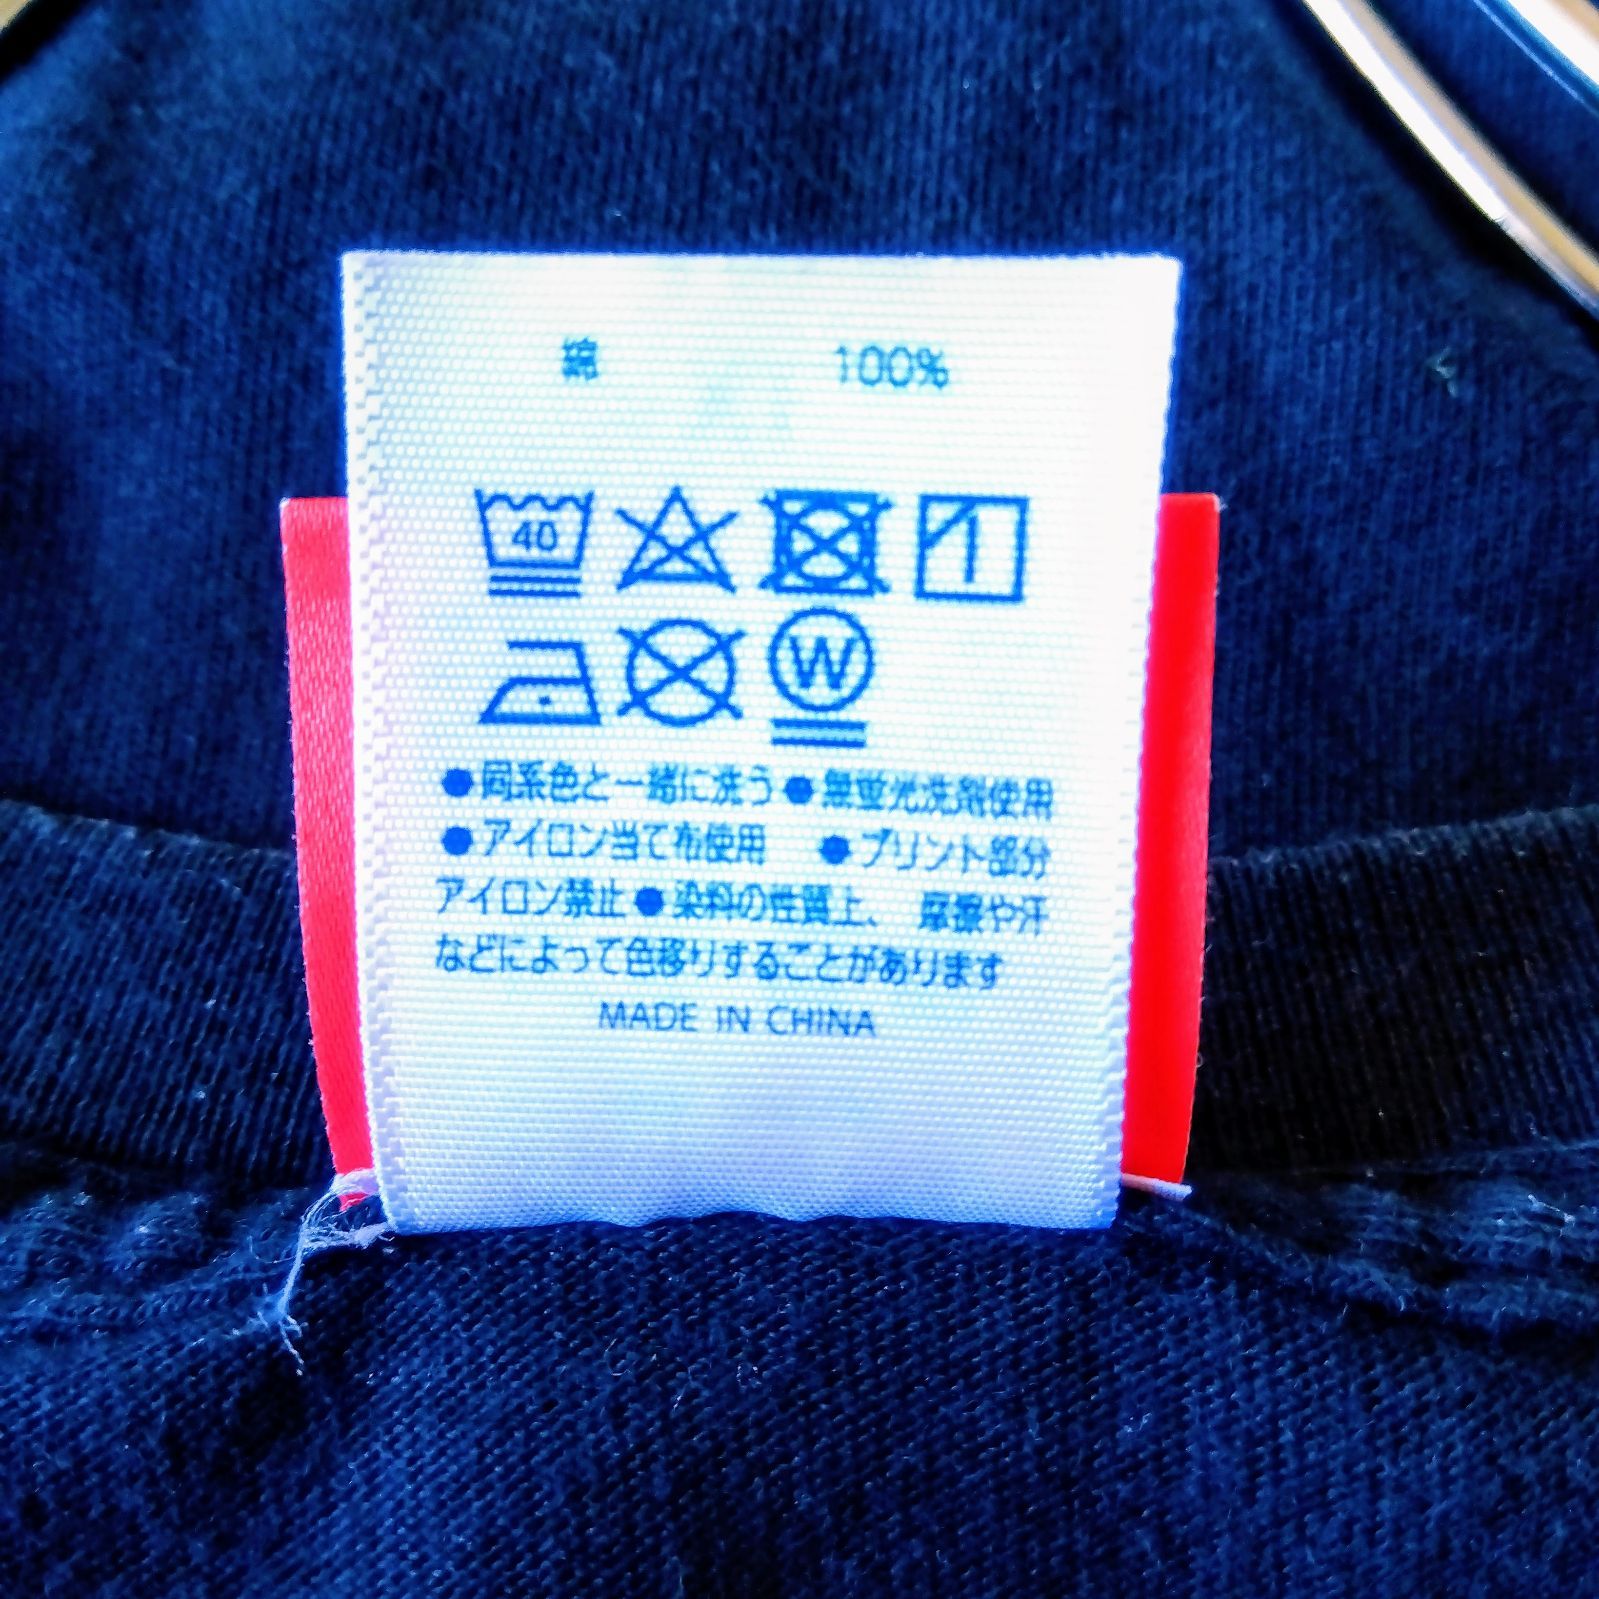 綿 100%
40
W
●同系色と一緒に洗う●無蛍光洗剤使用
●アイロン当て布使用 ●プリント部分
アイロン禁止●染料の性質上、 摩擦や汗
などによって色移りすることがあります
MADE IN CHINA